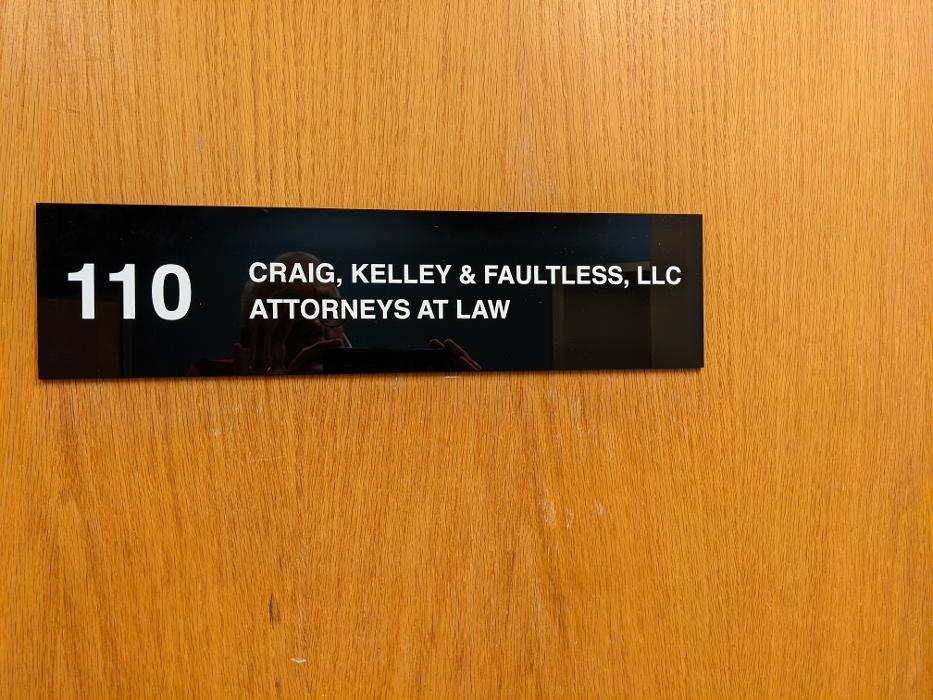 110
CRAIG, KELLEY & FAULTLESS, LLC
ATTORNEYS AT LAW